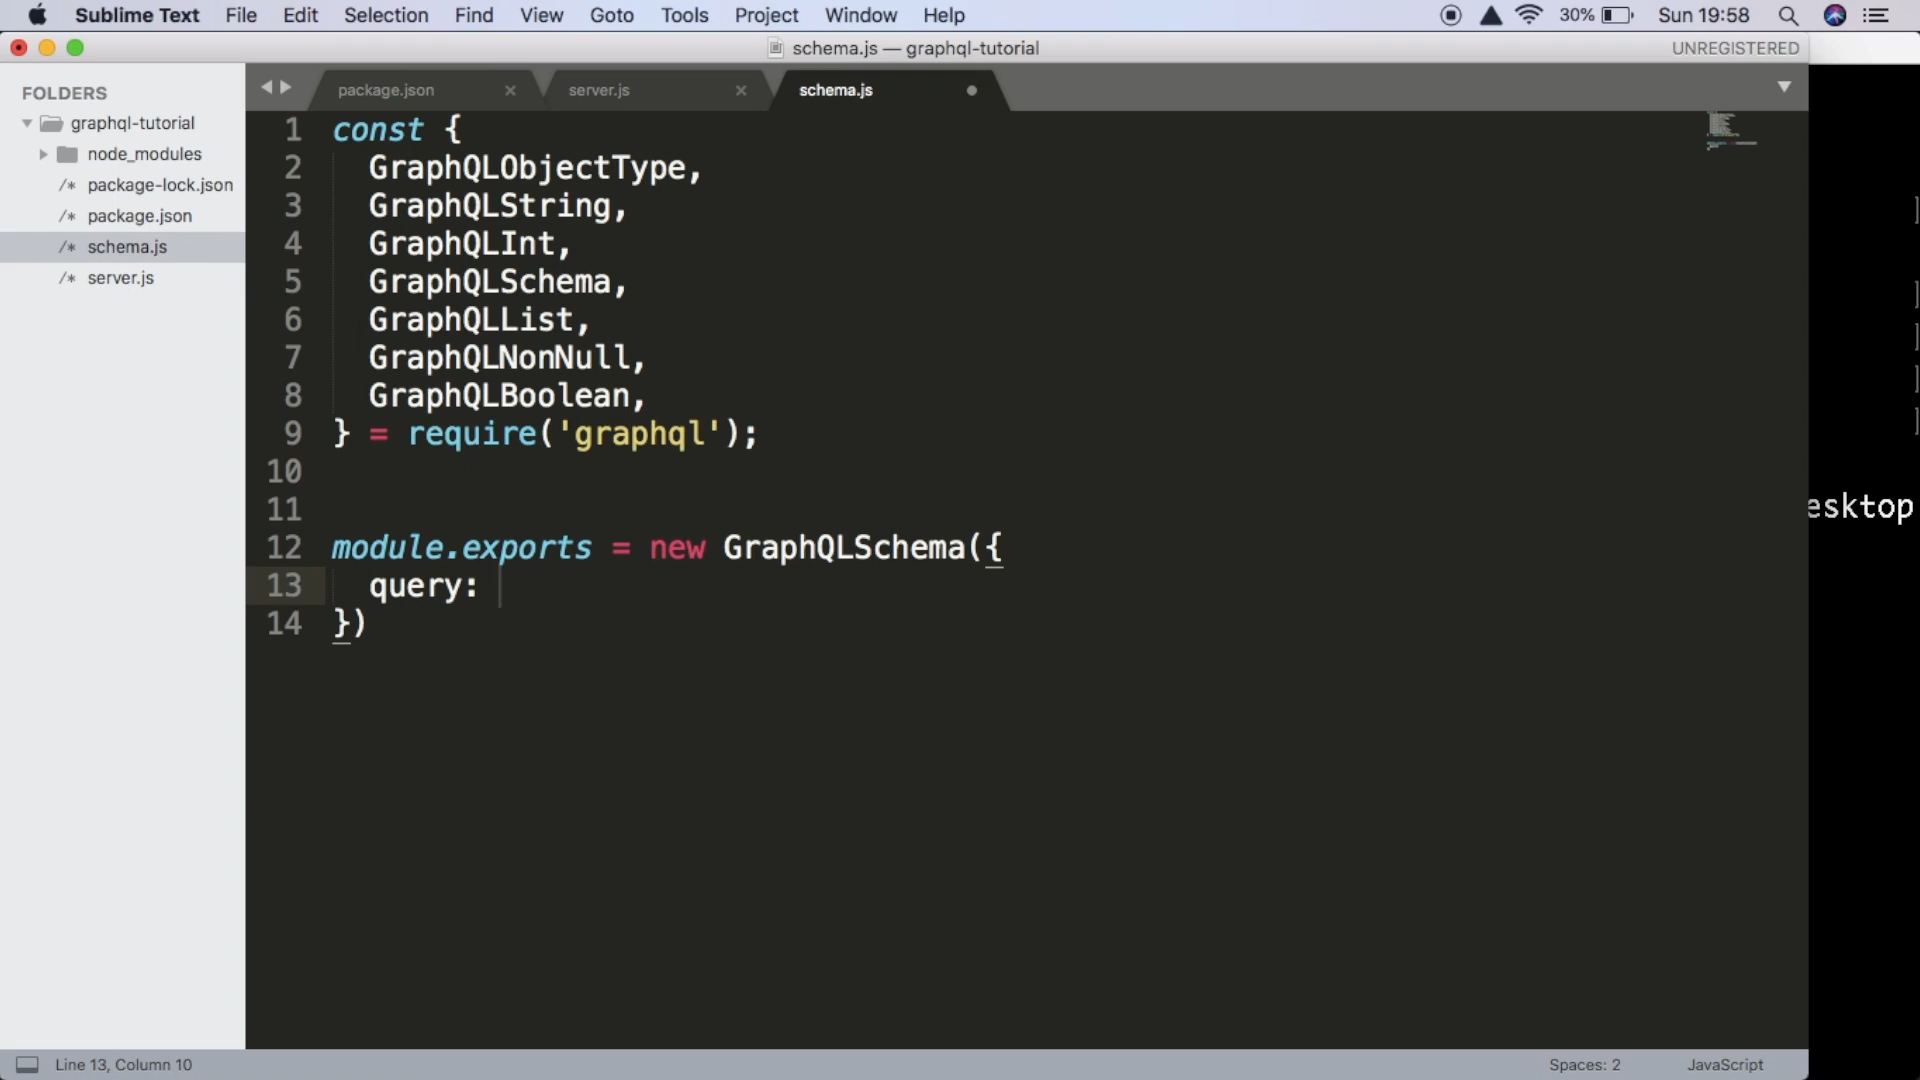 Sublime Text File Edit Selection Find View Goto Tools Project Window Help 30% Sun 19:58
schema.js — graphql-tutorial UNREGISTERED
FOLDERS
graphql-tutorial
node_modules
/* package-lock.json
/* package.json
/* schema.js
/* server.js
package.json × server.js × schema.js
1 const {
2 GraphQLObjectType,
3 GraphQLString,
4 GraphQLInt,
5 GraphQLSchema,
6 GraphQLList,
7 GraphQLNonNull,
8 GraphQLBoolean,
9 } = require('graphql');
10
11
12 module.exports = new GraphQLSchema({
13 query:
14 })
]
]
]
]
]
esktop
Line 13, Column 10 Spaces: 2 JavaScript